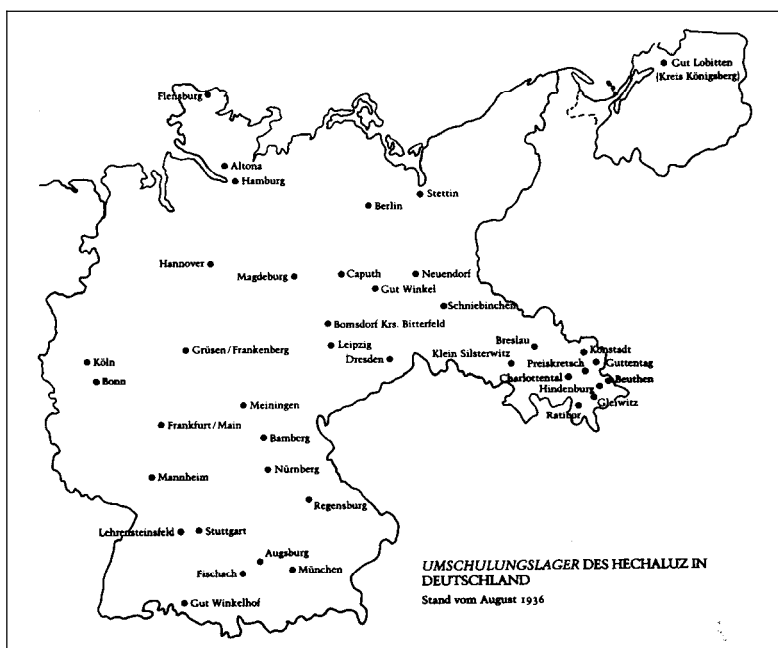 Gut Lobitten
(Kreis Königsberg)
Flensburg
Altona
Hamburg
Stettin
Berlin
Hannover
Magdeburg
Caputh
Neuendorf
Gut Winkel
Schniebinchen
Bomsdorf Krs. Bitterfeld
Breslau
Grüsen/Frankenberg
Leipzig
Klein Silsterwitz
Konstadt
Köln
Dresden
Preiskretsch
Guttentag
Bonn
Charlottental
Beuthen
Hindenburg
Meiningen
Gleiwitz
Ratibor
Frankfurt/Main
Bamberg
Mannheim
Nürnberg
Regensburg
Lehrensteinsfeld
Stuttgart
Augsburg
Fischach
München
UMSCHULUNGSLAGER DES HECHALUZ IN
DEUTSCHLAND
Stand vom August 1936
Gut Winkelhof